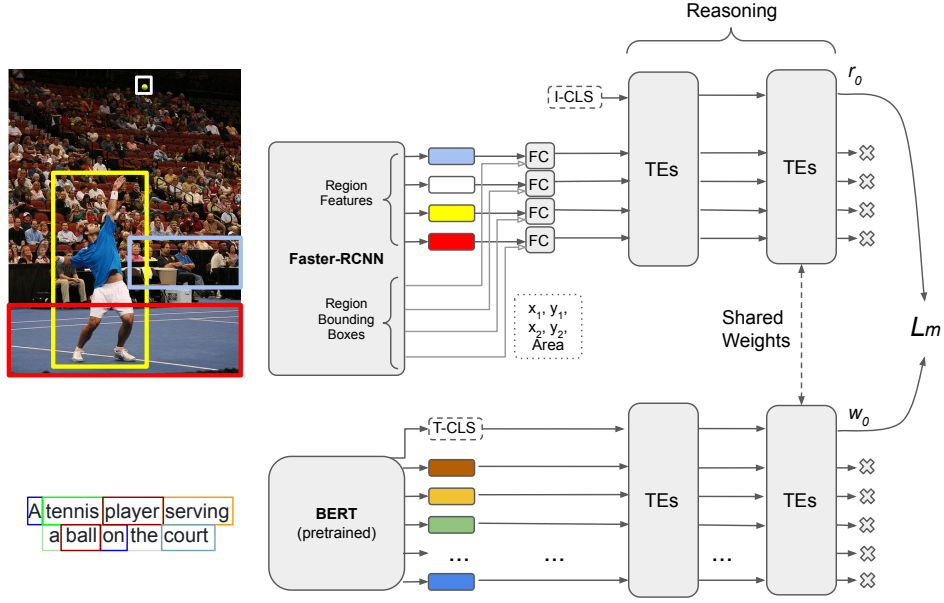 Reasoning
I-CLS
TEs
TEs
r0
Region
Features
Faster-RCNN
Region
Bounding
Boxes
FC
FC
FC
FC
x1, y1,
x2, y2,
Area
Shared
Weights
Lm
T-CLS
BERT
(pretrained)
...
...
...
TEs
TEs
w0
A tennis player serving
a ball on the court